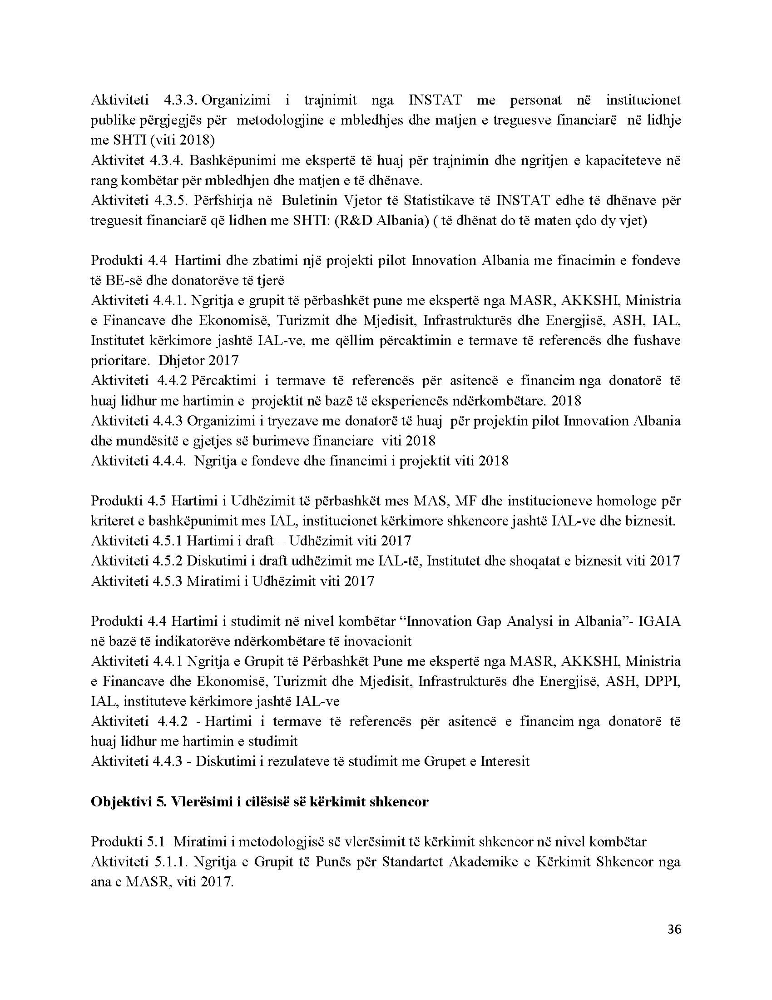 Aktiviteti 4.3.3. Organizimi i trajnimit nga INSTAT me personat në institucionet
publike përgjegjës për metodologjine e mbledhjes dhe matjen e treguesve financiarë në lidhje
me SHTI (viti 2018)
Aktivitet 4.3.4. Bashkëpunimi me ekspertë të huaj për trajnimin dhe ngritjen e kapaciteteve në
rang kombëtar për mbledhjen dhe matjen e të dhënave.
Aktiviteti 4.3.5. Përfshirja në Buletinin Vjetor të Statistikave të INSTAT edhe të dhënave për
treguesit financiarë që lidhen me SHTI: (R&D Albania) ( të dhënat do të maten çdo dy vjet)
Produkti 4.4 Hartimi dhe zbatimi një projekti pilot Innovation Albania me finacimin e fondeve
të BE-së dhe donatorëve të tjerë
Aktiviteti 4.4.1. Ngritja e grupit të përbashkët pune me ekspertë nga MASR, AKKSHI, Ministria
e Financave dhe Ekonomisë, Turizmit dhe Mjedisit, Infrastrukturës dhe Energjisë, ASH, IAL,
Institutet kërkimore jashtë IAL-ve, me qëllim përcaktimin e termave të referencës dhe fushave
prioritare. Dhjetor 2017
Aktiviteti 4.4.2 Përcaktimi i termave të referencës për asitencë e financim nga donatorë të
huaj lidhur me hartimin e projektit në bazë të eksperiencës ndërkombëtare. 2018
Aktiviteti 4.4.3 Organizimi i tryezave me donatorë të huaj për projektin pilot Innovation Albania
dhe mundësitë e gjetjes së burimeve financiare viti 2018
Aktiviteti 4.4.4. Ngritja e fondeve dhe financimi i projektit viti 2018
Produkti 4.5 Hartimi i Udhëzimit të përbashkët mes MAS, MF dhe institucioneve homologe për
kriteret e bashkëpunimit mes IAL, institucionet kërkimore shkencore jashtë IAL-ve dhe biznesit.
Aktiviteti 4.5.1 Hartimi i draft – Udhëzimit viti 2017
Aktiviteti 4.5.2 Diskutimi i draft udhëzimit me IAL-të, Institutet dhe shoqatat e biznesit viti 2017
Aktiviteti 4.5.3 Miratimi i Udhëzimit viti 2017
Produkti 4.4 Hartimi i studimit në nivel kombëtar “Innovation Gap Analysi in Albania”- IGAIA
në bazë të indikatorëve ndërkombëtare të inovacionit
Aktiviteti 4.4.1 Ngritja e Grupit të Përbashkët Pune me ekspertë nga MASR, AKKSHI, Ministria
e Financave dhe Ekonomisë, Turizmit dhe Mjedisit, Infrastrukturës dhe Energjisë, ASH, DPPI,
IAL, instituteve kërkimore jashtë IAL-ve
Aktiviteti 4.4.2 - Hartimi i termave të referencës për asitencë e financim nga donatorë të
huaj lidhur me hartimin e studimit
Aktiviteti 4.4.3 - Diskutimi i rezulateve të studimit me Grupet e Interesit
Objektivi 5. Vlerësimi i cilësisë së kërkimit shkencor
Produkti 5.1 Miratimi i metodologjisë së vlerësimit të kërkimit shkencor në nivel kombëtar
Aktiviteti 5.1.1. Ngritja e Grupit të Punës për Standartet Akademike e Kërkimit Shkencor nga
ana e MASR, viti 2017.
36